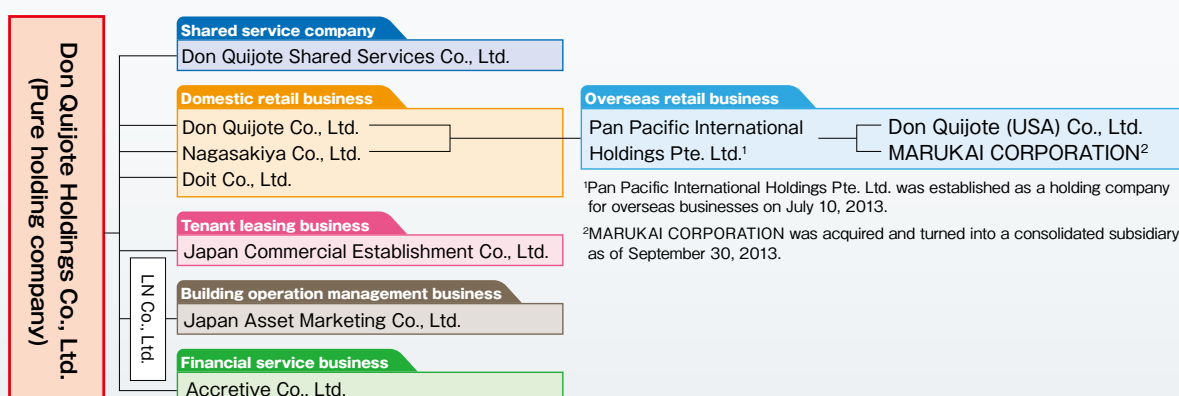 Don Quijote Holdings Co., Ltd.
(Pure holding company)
Shared service company
Don Quijote Shared Services Co., Ltd.
Domestic retail business
Don Quijote Co., Ltd.
Nagasakiya Co., Ltd.
Doit Co., Ltd.
Overseas retail business
Pan Pacific International
Holdings Pte. Ltd.¹
Don Quijote (USA) Co., Ltd.
MARUKAI CORPORATION²
¹Pan Pacific International Holdings Pte. Ltd. was established as a holding company
for overseas businesses on July 10, 2013.
²MARUKAI CORPORATION was acquired and turned into a consolidated subsidiary
as of September 30, 2013.
Tenant leasing business
Japan Commercial Establishment Co., Ltd.
LN Co., Ltd.
Building operation management business
Japan Asset Marketing Co., Ltd.
Financial service business
Accretive Co., Ltd.